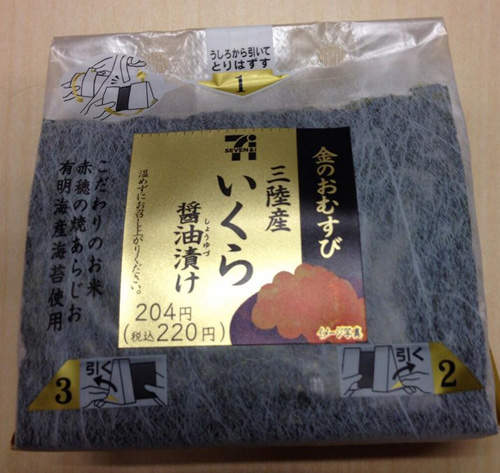 うしろから引いて
とりはずす
1
7i
SEVEN&i
金のおむすび
三陸産
いくら
しょうゆづ
醤油漬け
温めずにお召し上がりください。
204円
(税込220円)
イメージ写真
こだわりのお米
赤穂の焼あらじお
有明海産海苔使用
引く
3
引く
2